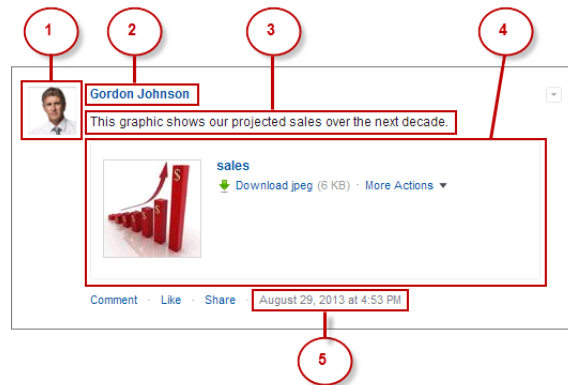 1
2
3
4
Gordon Johnson
This graphic shows our projected sales over the next decade.
$
$
sales
Download jpeg (6 KB) · More Actions ▼
Comment · Like · Share · August 29, 2013 at 4:53 PM
5